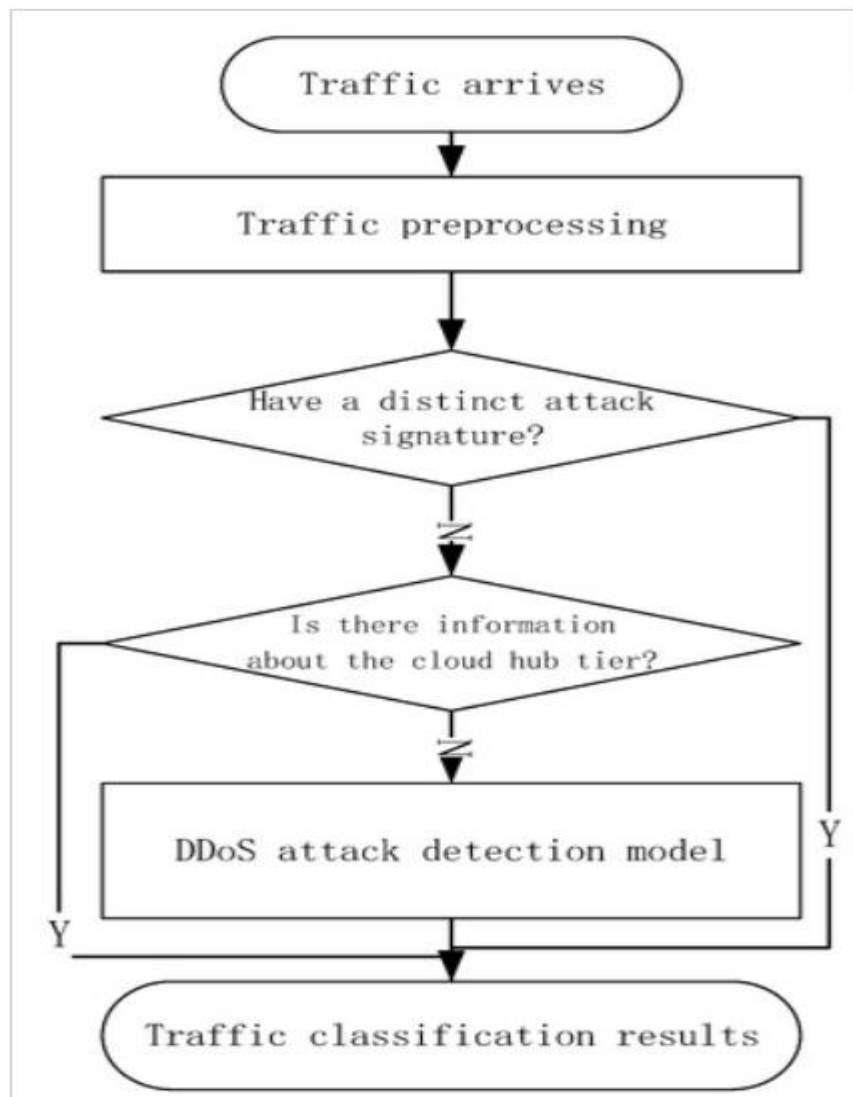 Traffic arrives
Traffic preprocessing
Have a distinct attack
signature?
N
Is there information
about the cloud hub tier?
N
DDoS attack detection model
Y
Y
Traffic classification results